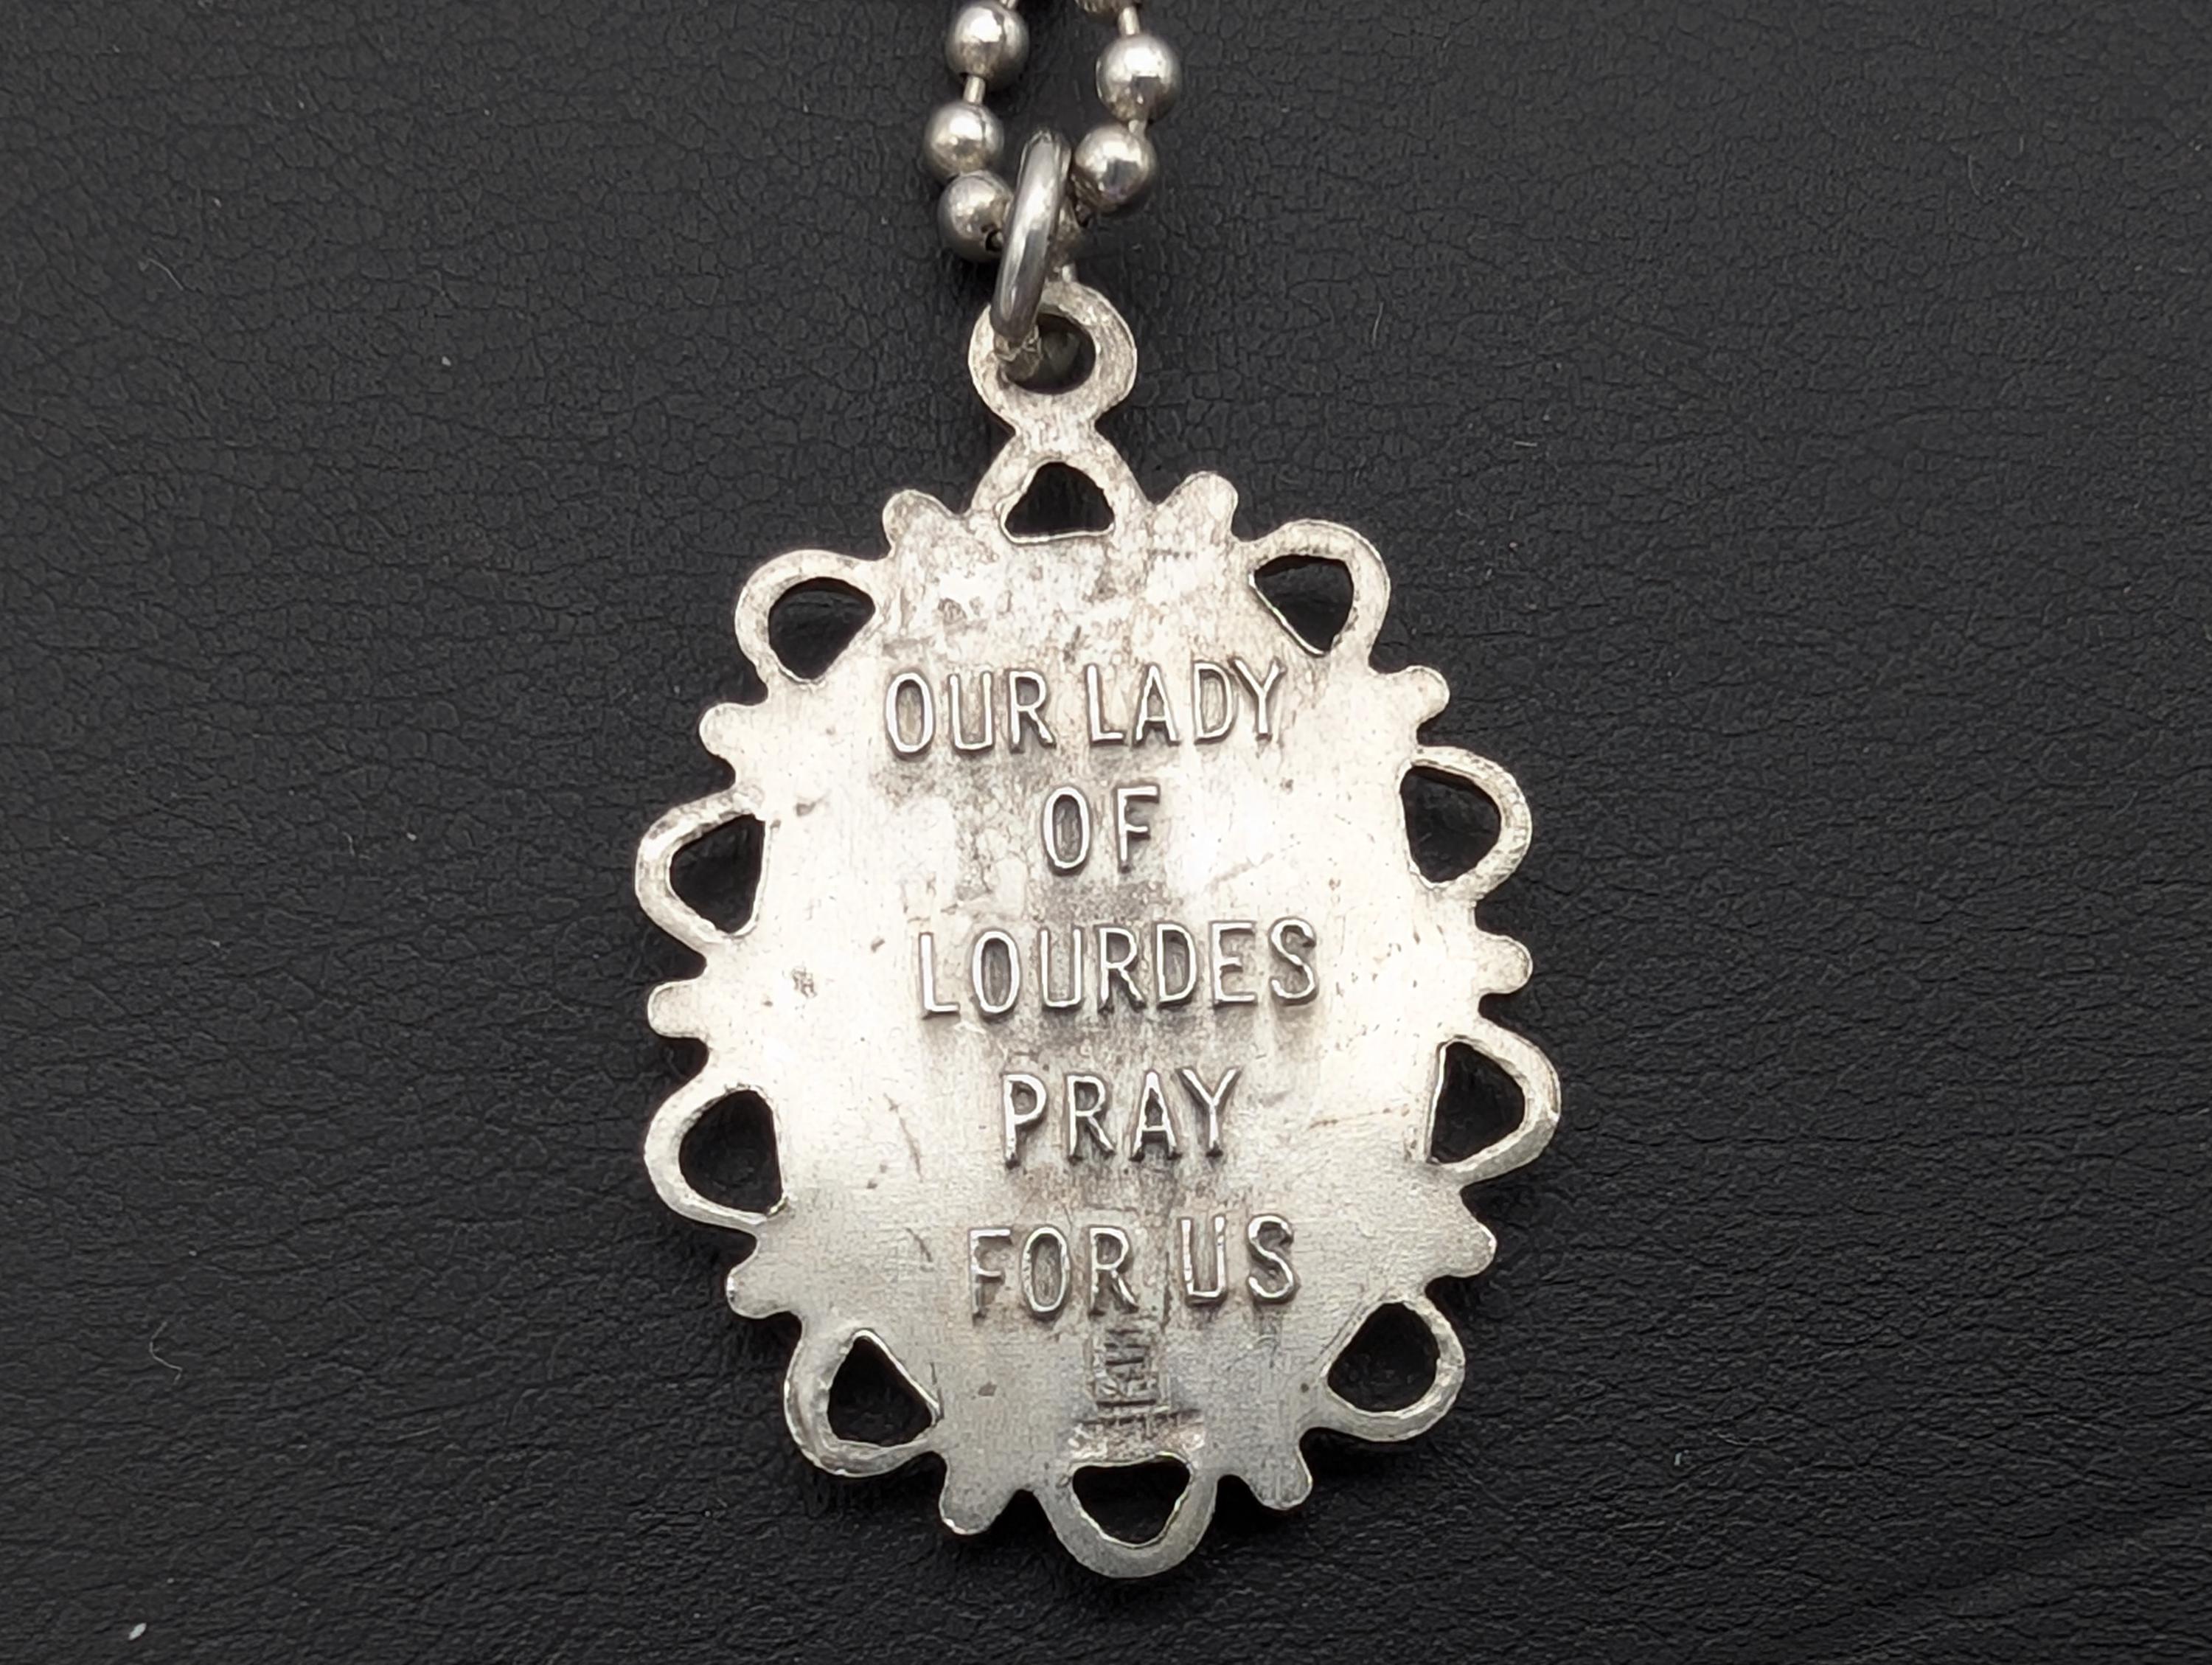 OUR LADY
OF
LOURDES
PRAY
FOR US